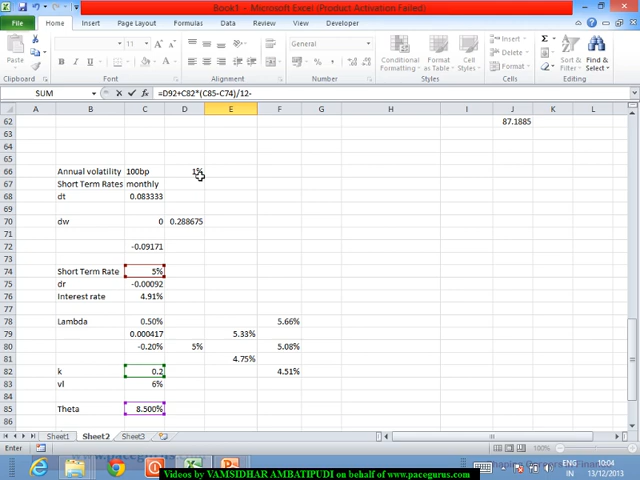 Book1 - Microsoft Excel (Product Activation Failed)
File Home Insert Page Layout Formulas Data Review View Developer
Paste
Clipboard
11
B I U
Font
Alignment
General
Number
Conditional Formatting
Format as Table
Cell Styles
Styles
Insert
Delete
Format
Cells
Sort & Filter
Find & Select
Editing
SUM =D92+C82*(C85-C74)/12-
A B C D E F G H I J K L
62 87.1885
63
64
65
66 Annual volatility 100bp 1%
67 Short Term Rates monthly
68 dt 0.083333
69
70 dw 0 0.288675
71
72 -0.09171
73
74 Short Term Rate 5%
75 dr -0.00092
76 Interest rate 4.91%
77
78 Lambda 0.50% 5.66%
79 0.000417 5.33%
80 -0.20% 5% 5.08%
81 4.75%
82 k 0.2 4.51%
83 vl 6%
84
85 Theta 8.500%
86
Sheet1 Sheet2 Sheet3
Enter 100%
www.pacegurus.com
ENG
IN
10:04
13/12/2013
Videos by VAMSIDHAR AMBATIPUDI on behalf of www.pacegurus.com